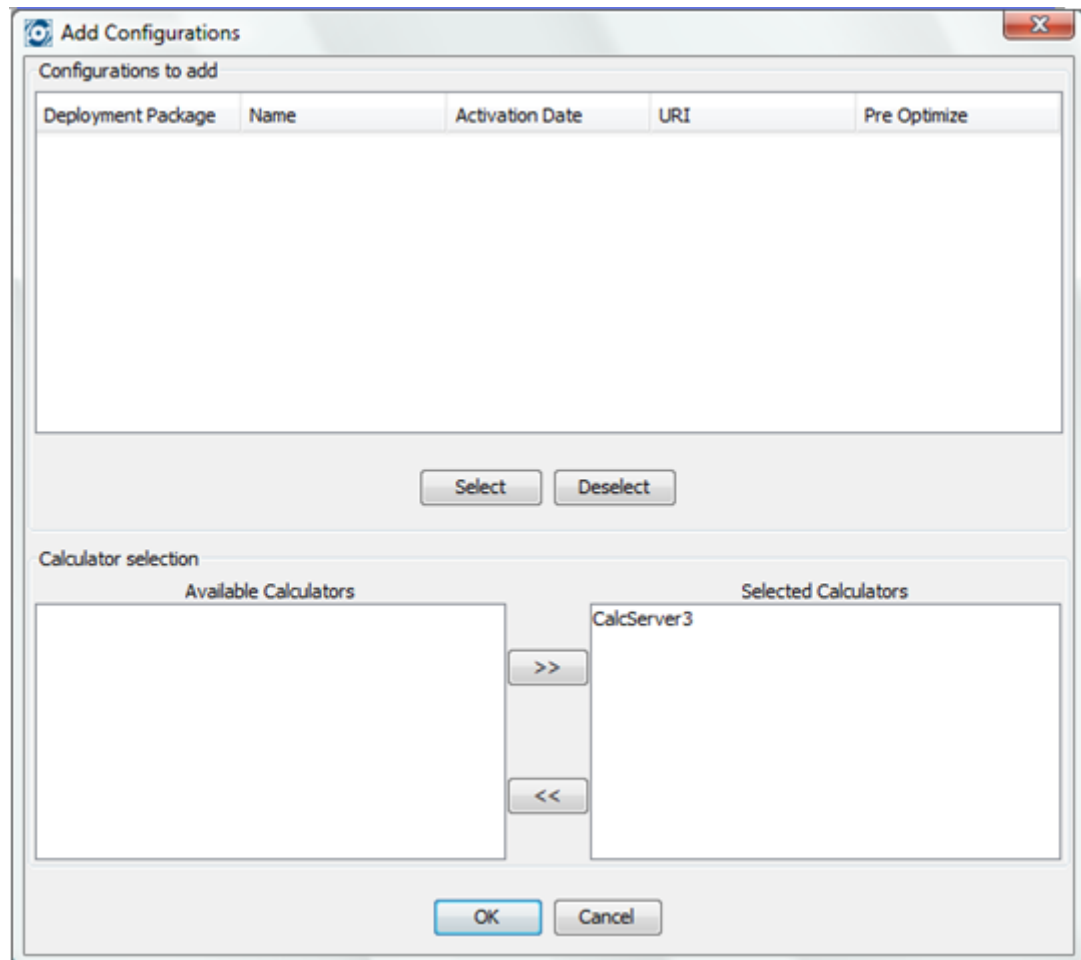 Add Configurations
Configurations to add
Deployment Package Name Activation Date URI Pre Optimize
Select Deselect
Calculator selection
Available Calculators Selected Calculators
CalcServer3
>>
<<
OK Cancel